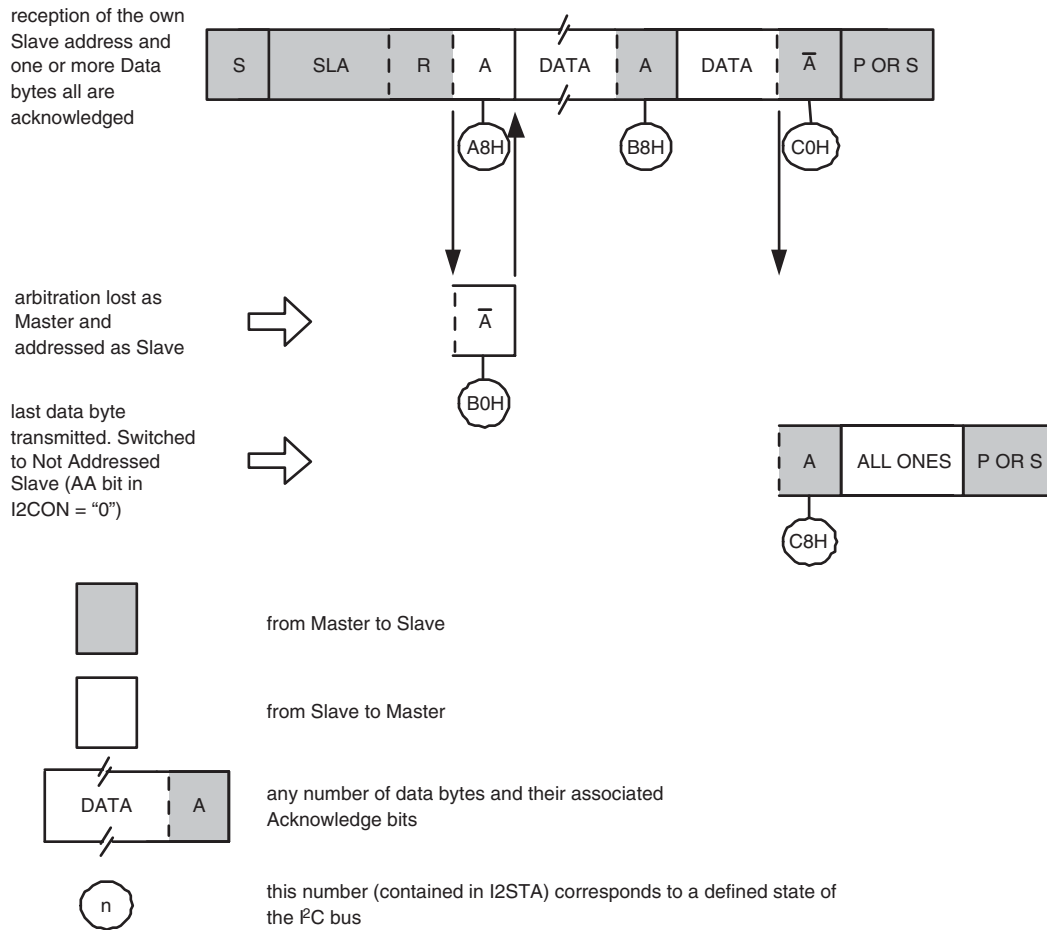 reception of the own
Slave address and
one or more Data
bytes all are
acknowledged
S SLA R A DATA A DATA A̅ P OR S
A8H B8H C0H
arbitration lost as
Master and
addressed as Slave
A̅
B0H
last data byte
transmitted. Switched
to Not Addressed
Slave (AA bit in
I2CON = “0”)
A ALL ONES P OR S
C8H
from Master to Slave
from Slave to Master
DATA A
any number of data bytes and their associated
Acknowledge bits
n
this number (contained in I2STA) corresponds to a defined state of
the I²C bus